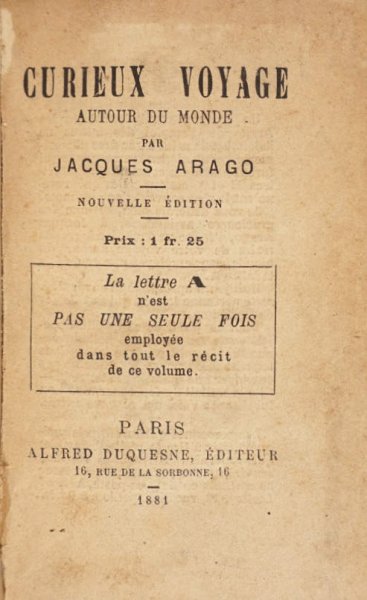 CURIEUX VOYAGE
AUTOUR DU MONDE
PAR
JACQUES ARAGO
NOUVELLE ÉDITION
Prix : 1 fr. 25
La lettre A
n'est
PAS UNE SEULE FOIS
employée
dans tout le récit
de ce volume.
PARIS
ALFRED DUQUESNE, ÉDITEUR
16, RUE DE LA SORBONNE, 16
1881